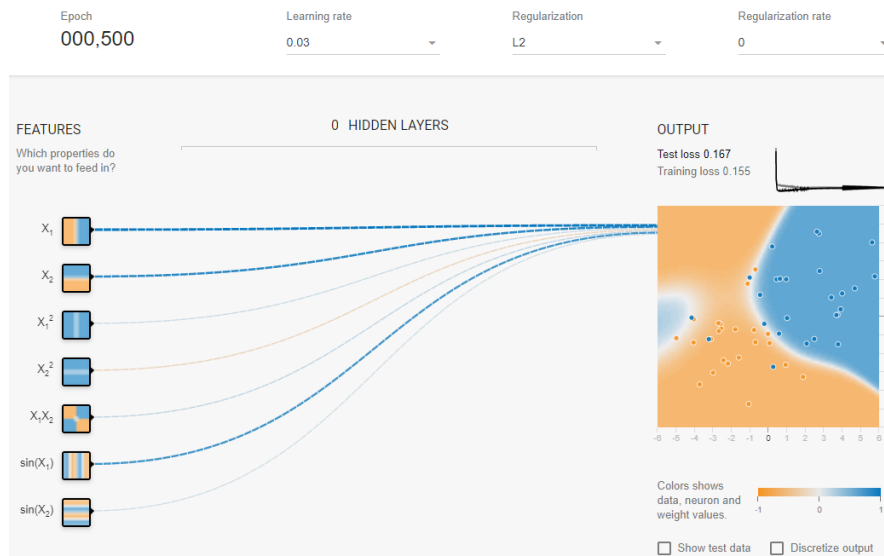 Epoch
000,500
Learning rate
0.03
Regularization
L2
Regularization rate
0
FEATURES
Which properties do
you want to feed in?
0 HIDDEN LAYERS
OUTPUT
Test loss 0.167
Training loss 0.155
X₁
X₂
X₁²
X₂²
X₁X₂
sin(X₁)
sin(X₂)
-6 -5 -4 -3 -2 -1 0 1 2 3 4 5 6
Colors shows
data, neuron and
weight values.
-1 0 1
Show test data
Discretize output